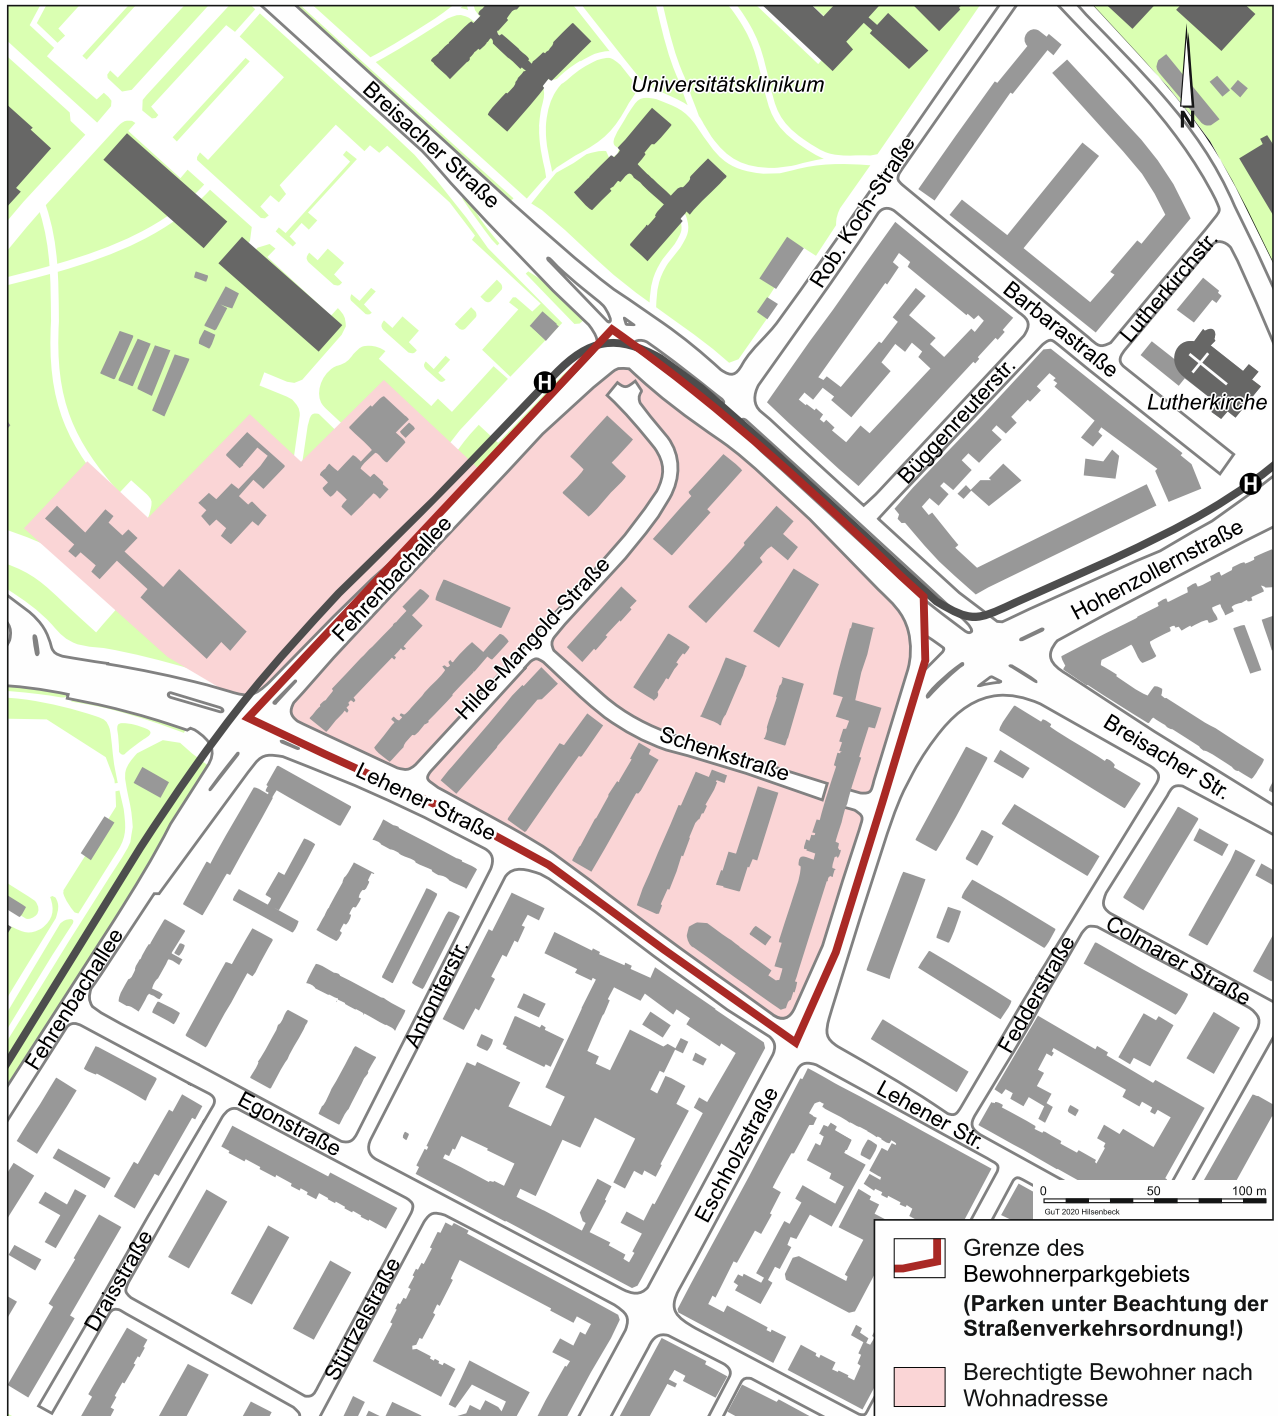 Universitätsklinikum
Breisacher Straße
N
Rob. Koch-Straße
Lutherkirchstr.
Barbarastraße
Lutherkirche
Büggenreuterstr.
H
H
Hohenzollernstraße
Fehrenbachallee
Hilde-Mangold-Straße
Schenkstraße
Breisacher Str.
Lehener Straße
Colmarer Straße
Fedderstraße
Fehrenbachallee
Antoniterstr.
Egonstraße
Eschholzstraße
Lehener Str.
Draisstraße
Stürtzelstraße
0 50 100 m
GuT 2020 Hilsenbeck
Grenze des
Bewohnerparkgebiets
(Parken unter Beachtung der
Straßenverkehrsordnung!)
Berechtigte Bewohner nach
Wohnadresse